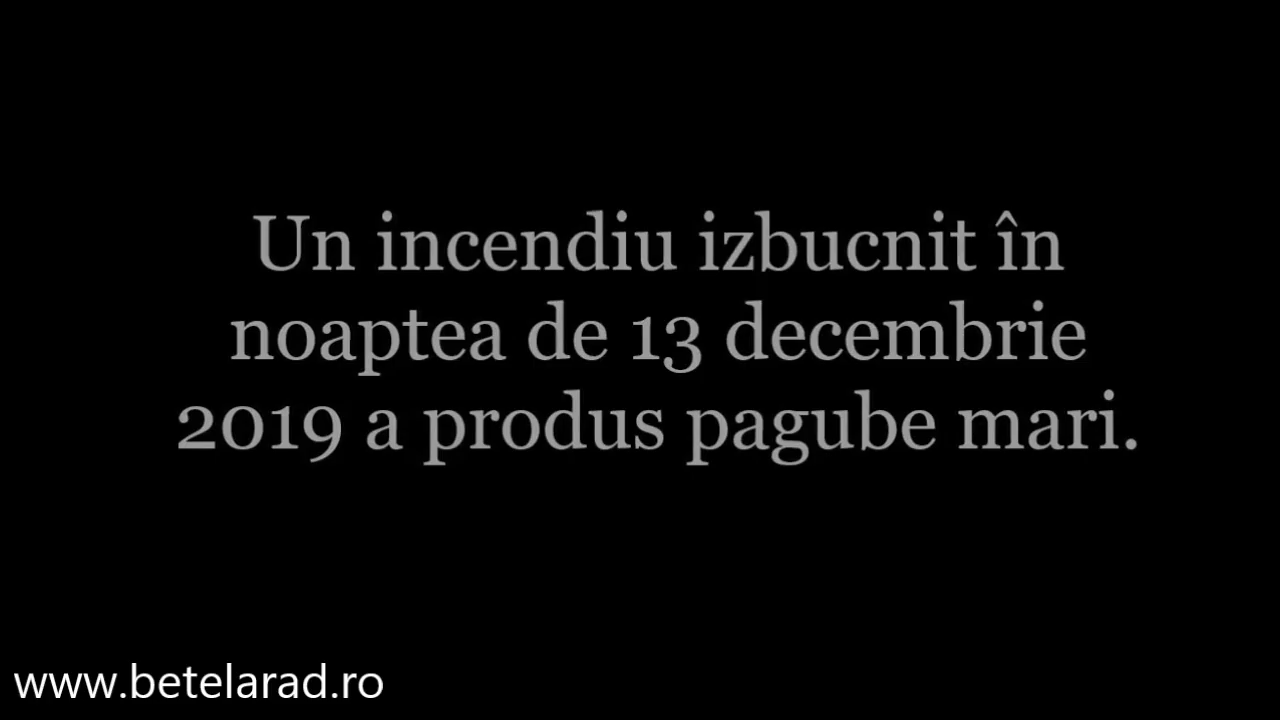 Un incendiu izbucnit în
noaptea de 13 decembrie
2019 a produs pagube mari.
www.betelarad.ro